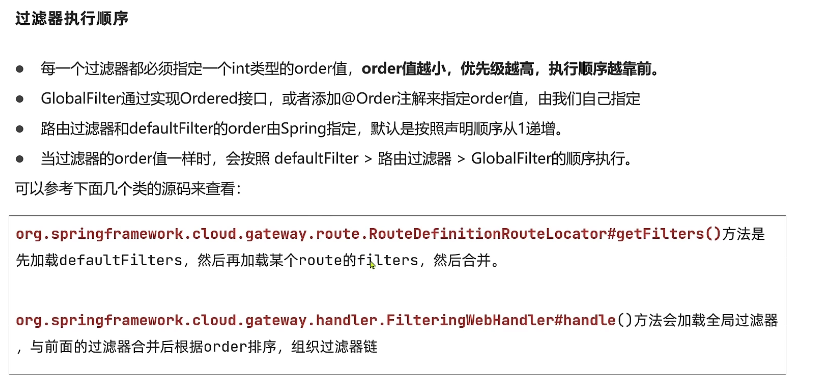 过滤器执行顺序
● 每一个过滤器都必须指定一个int类型的order值，order值越小，优先级越高，执行顺序越靠前。
● GlobalFilter通过实现Ordered接口，或者添加@Order注解来指定order值，由我们自己指定
● 路由过滤器和defaultFilter的order由Spring指定，默认是按照声明顺序从1递增。
● 当过滤器的order值一样时，会按照 defaultFilter > 路由过滤器 > GlobalFilter的顺序执行。
可以参考下面几个类的源码来查看：
org.springframework.cloud.gateway.route.RouteDefinitionRouteLocator#getFilters()方法是
先加载defaultFilters，然后再加载某个route的filters，然后合并。
org.springframework.cloud.gateway.handler.FilteringWebHandler#handle()方法会加载全局过滤器
，与前面的过滤器合并后根据order排序，组织过滤器链